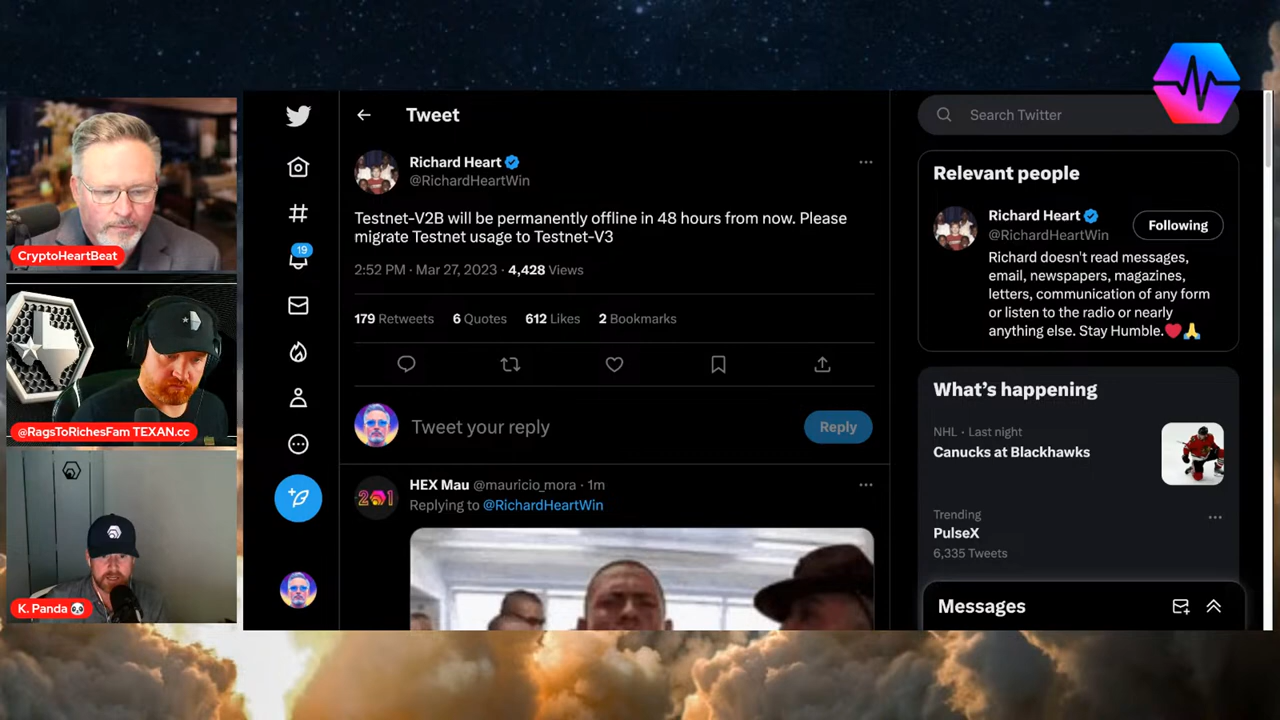 CryptoHeartBeat
@RagsToRichesFam TEXAN.cc
K. Panda
Tweet
Richard Heart
@RichardHeartWin
Testnet-V2B will be permanently offline in 48 hours from now. Please
migrate Testnet usage to Testnet-V3
2:52 PM · Mar 27, 2023 · 4,428 Views
179 Retweets 6 Quotes 612 Likes 2 Bookmarks
Tweet your reply
Reply
HEX Mau @mauricio_mora · 1m
Replying to @RichardHeartWin
19
Search Twitter
Relevant people
Richard Heart
@RichardHeartWin
Following
Richard doesn't read messages,
email, newspapers, magazines,
letters, communication of any form
or listen to the radio or nearly
anything else. Stay Humble.❤️🙏
What's happening
NHL · Last night
Canucks at Blackhawks
Trending
PulseX
6,335 Tweets
Messages